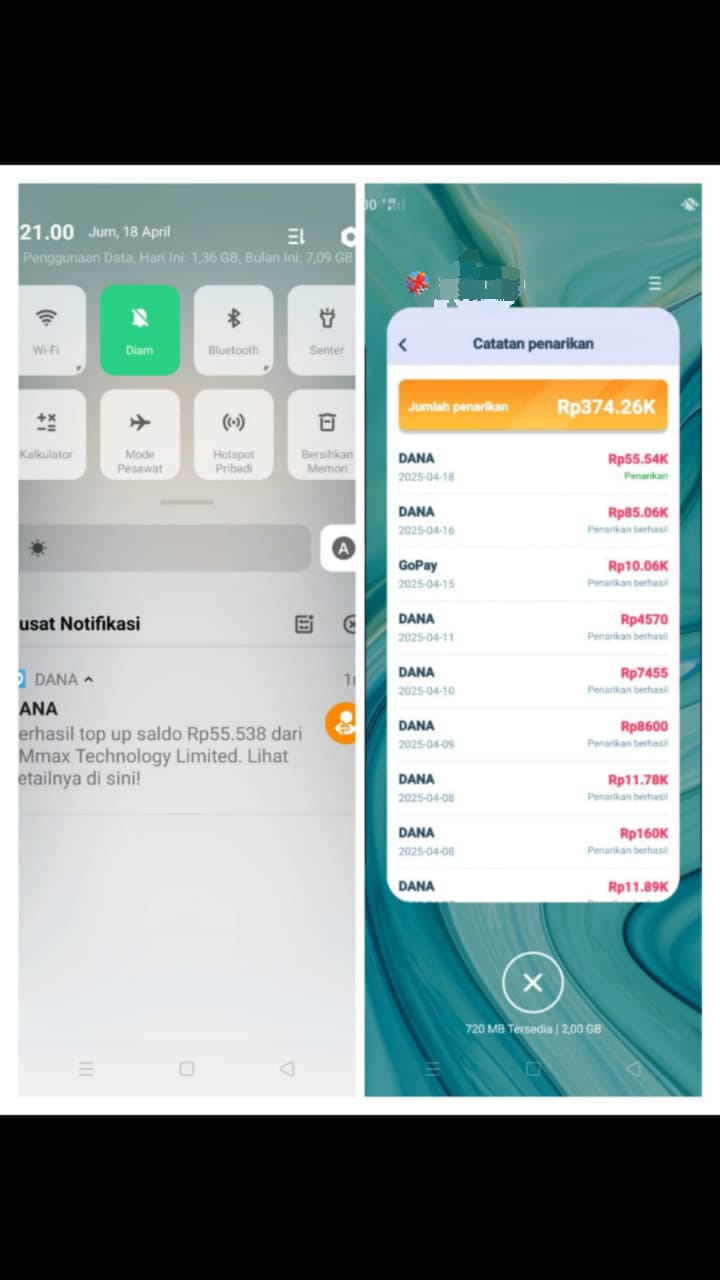 21.00 Jum, 18 April
Penggunaan Data, Hari Ini: 1,36 GB, Bulan Ini: 7,09 GB
Wi-Fi
Diam
Bluetooth
Senter
Kalkulator
Mode
Pesawat
Hotspot
Pribadi
Bersihkan
Memori
A
usat Notifikasi
DANA
ANA
erhasil top up saldo Rp55.538 dari
Mmax Technology Limited. Lihat
etailnya di sini!
00
Catatan penarikan
Jumlah penarikan Rp374.26K
DANA Rp55.54K
2025-04-18 Penarikan
DANA Rp85.06K
2025-04-16 Penarikan berhasil
GoPay Rp10.06K
2025-04-15 Penarikan berhasil
DANA Rp4570
2025-04-11 Penarikan berhasil
DANA Rp7455
2025-04-10 Penarikan berhasil
DANA Rp8600
2025-04-09 Penarikan berhasil
DANA Rp11.78K
2025-04-08 Penarikan berhasil
DANA Rp160K
2025-04-08 Penarikan berhasil
DANA Rp11.89K
720 MB Tersedia | 2,00 GB